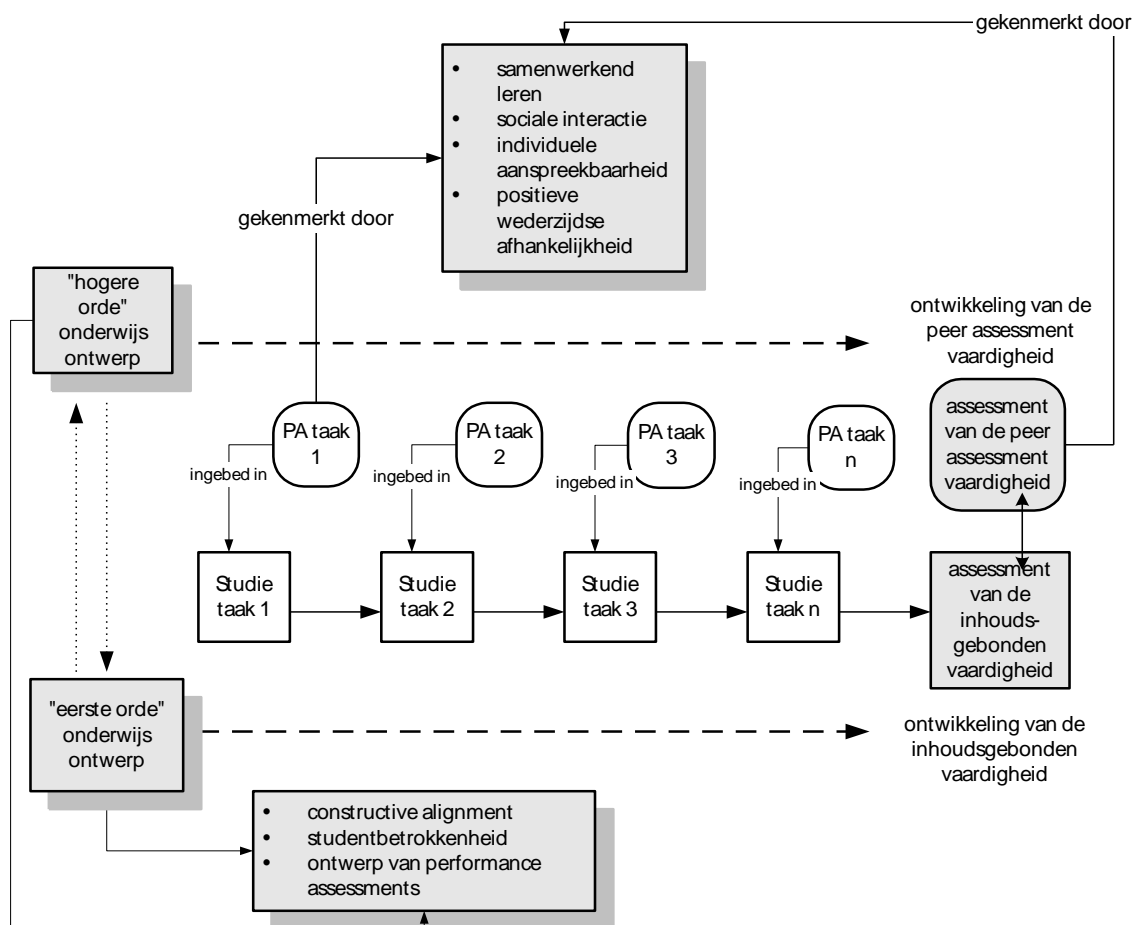 gekenmerkt door
• samenwerkend
leren
• sociale interactie
• individuele
aanspreekbaarheid
• positieve
wederzijdse
afhankelijkheid
gekenmerkt door
"hogere
orde"
onderwijs
ontwerp
ontwikkeling van de
peer assessment
vaardigheid
PA taak
1
PA taak
2
PA taak
3
PA taak
n
assessment
van de peer
assessment
vaardigheid
ingebed in
ingebed in
ingebed in
ingebed in
Studie
taak 1
Studie
taak 2
Studie
taak 3
Studie
taak n
assessment
van de
inhouds-
gebonden
vaardigheid
"eerste orde"
onderwijs
ontwerp
ontwikkeling van de
inhoudsgebonden
vaardigheid
• constructive alignment
• studentbetrokkenheid
• ontwerp van performance
assessments